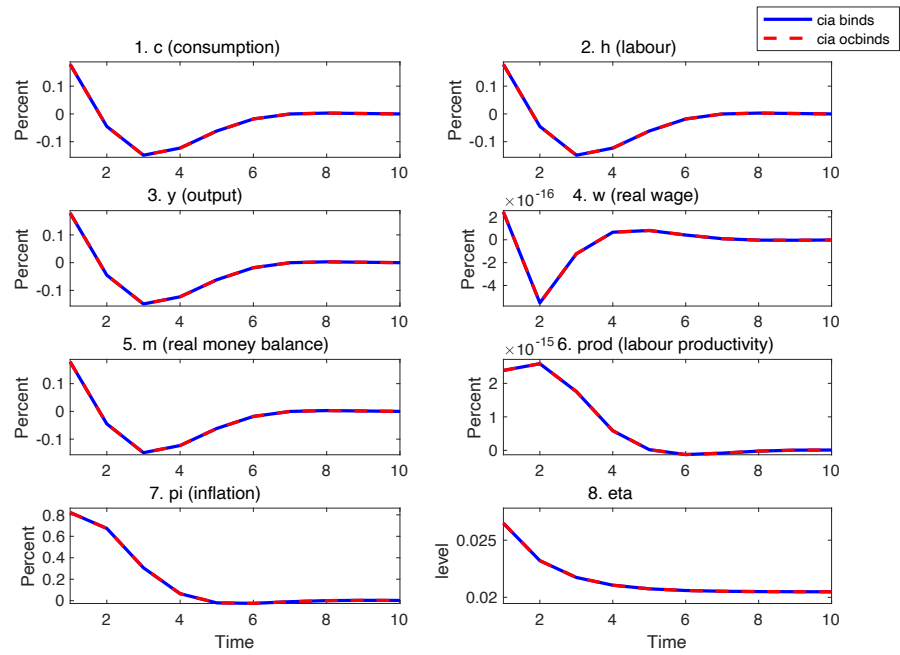 cia binds
cia ocbinds
1. c (consumption)
Percent
0.1
0
-0.1
2 4 6 8 10
2. h (labour)
Percent
0.1
0
-0.1
2 4 6 8 10
3. y (output)
Percent
0.1
0
-0.1
2 4 6 8 10
×10⁻¹⁶ 4. w (real wage)
Percent
2
0
-2
-4
2 4 6 8 10
5. m (real money balance)
Percent
0.1
0
-0.1
2 4 6 8 10
×10⁻¹⁵ 6. prod (labour productivity)
Percent
2
1
0
2 4 6 8 10
7. pi (inflation)
Percent
0.8
0.6
0.4
0.2
0
2 4 6 8 10
Time
8. eta
level
0.025
0.02
2 4 6 8 10
Time